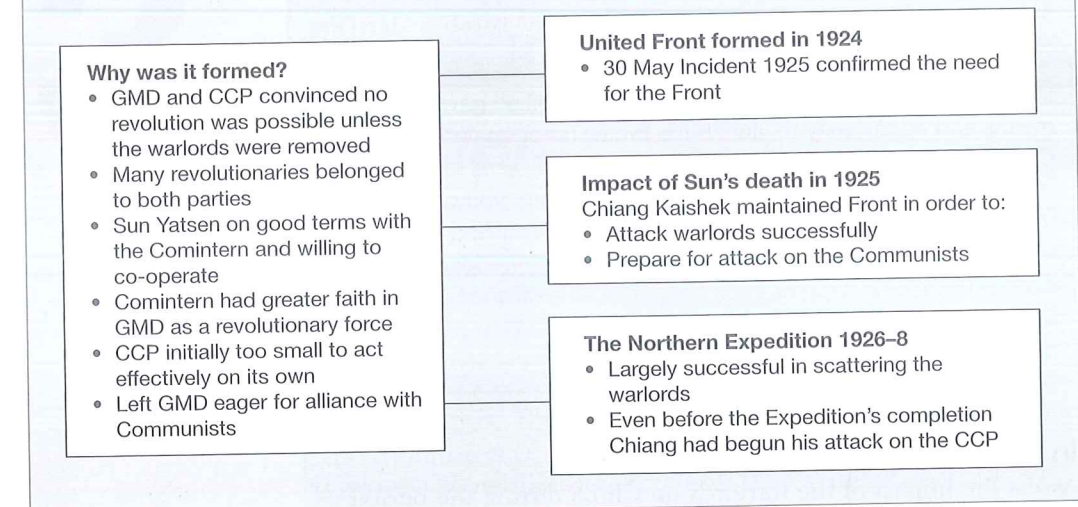 Why was it formed?
• GMD and CCP convinced no
revolution was possible unless
the warlords were removed
• Many revolutionaries belonged
to both parties
• Sun Yatsen on good terms with
the Comintern and willing to
co-operate
• Comintern had greater faith in
GMD as a revolutionary force
• CCP initially too small to act
effectively on its own
• Left GMD eager for alliance with
Communists
United Front formed in 1924
• 30 May Incident 1925 confirmed the need
for the Front
Impact of Sun's death in 1925
Chiang Kaishek maintained Front in order to:
• Attack warlords successfully
• Prepare for attack on the Communists
The Northern Expedition 1926–8
• Largely successful in scattering the
warlords
• Even before the Expedition's completion
Chiang had begun his attack on the CCP